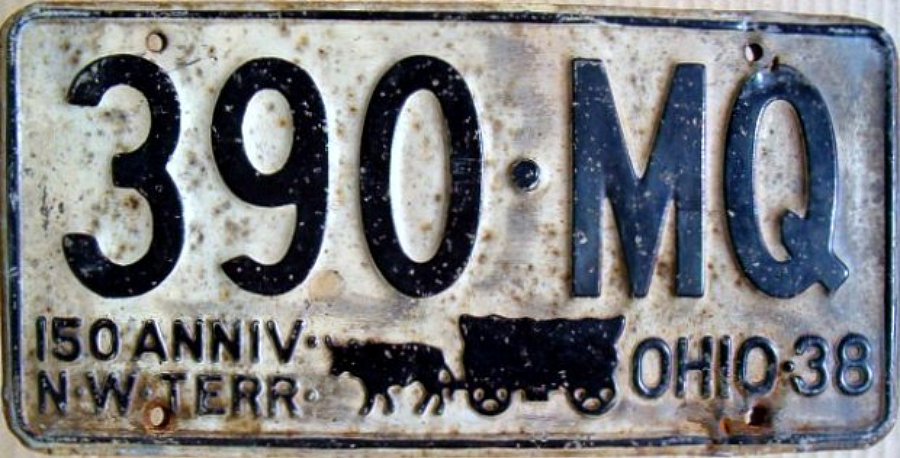 390·MQ
150 ANNIV·
N·W·TERR·
OHIO·38